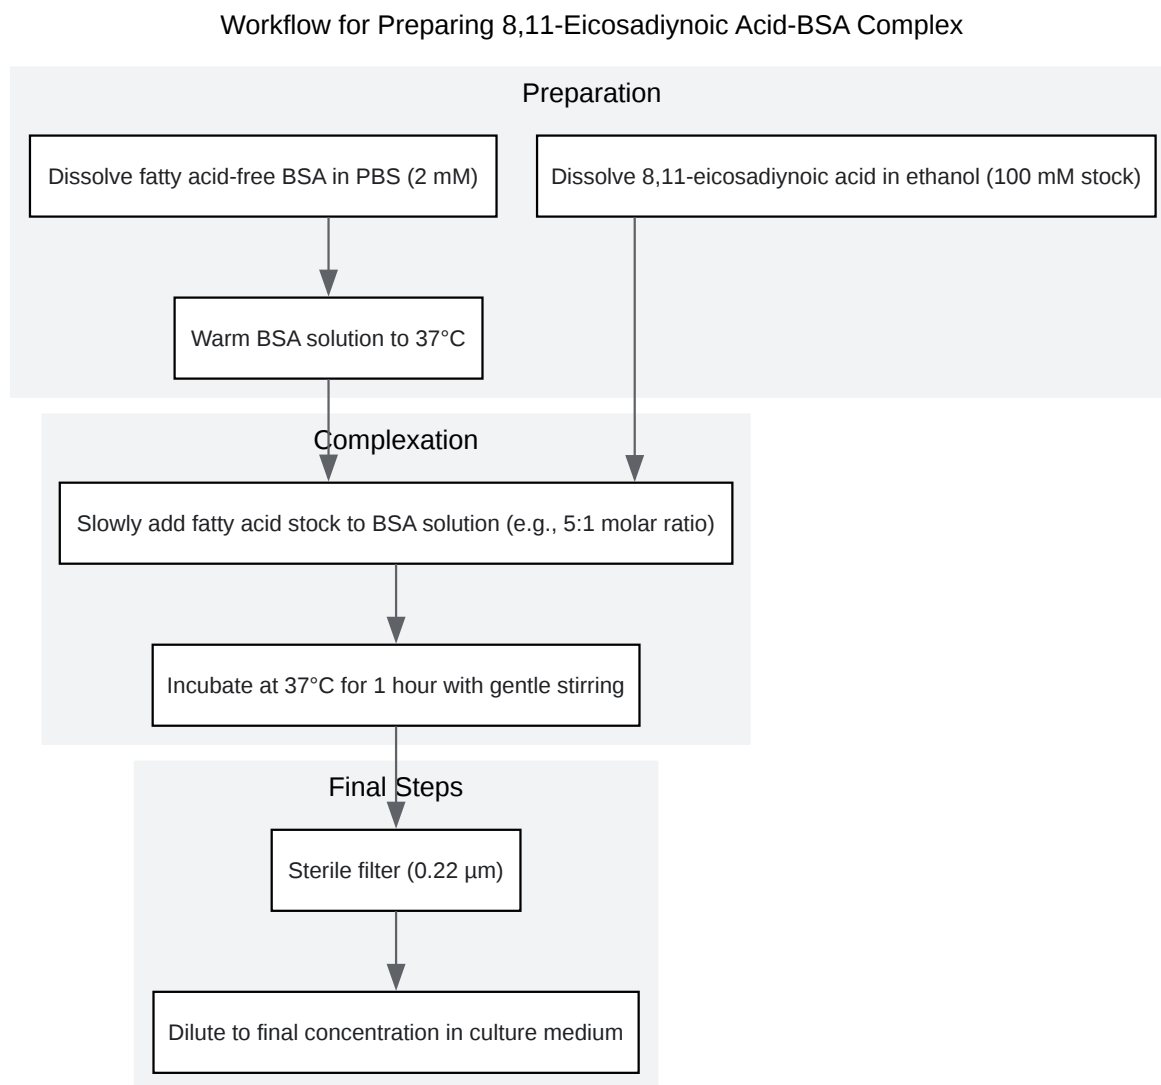 Workflow for Preparing 8,11-Eicosadiynoic Acid-BSA Complex
Preparation
Dissolve fatty acid-free BSA in PBS (2 mM)
Dissolve 8,11-eicosadiynoic acid in ethanol (100 mM stock)
Warm BSA solution to 37°C
Complexation
Slowly add fatty acid stock to BSA solution (e.g., 5:1 molar ratio)
Incubate at 37°C for 1 hour with gentle stirring
Final Steps
Sterile filter (0.22 µm)
Dilute to final concentration in culture medium